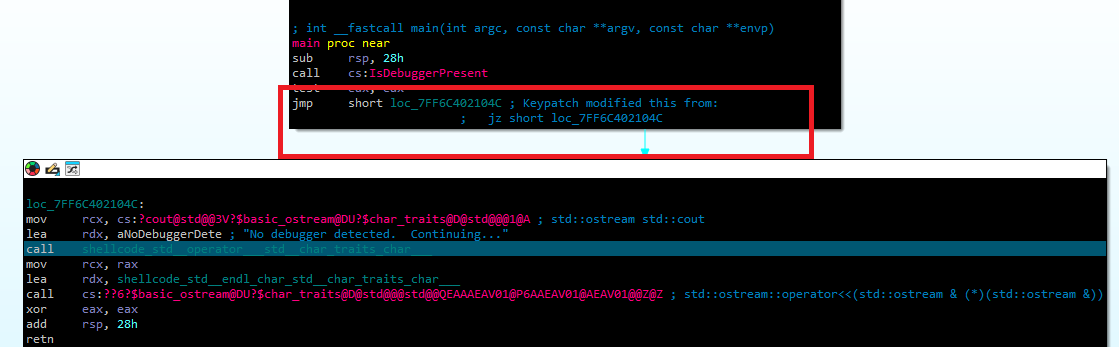 ; int __fastcall main(int argc, const char **argv, const char **envp)
main proc near
sub rsp, 28h
call cs:IsDebuggerPresent
test eax, eax
jmp short loc_7FF6C402104C ; Keypatch modified this from:
; jz short loc_7FF6C402104C
loc_7FF6C402104C:
mov rcx, cs:?cout@std@@3V?$basic_ostream@DU?$char_traits@D@std@@@1@A ; std::ostream std::cout
lea rdx, aNoDebuggerDete ; "No debugger detected. Continuing..."
call shellcode_std__operator___std__char_traits_char___
mov rcx, rax
lea rdx, shellcode_std__endl_char_std__char_traits_char___
call cs:??6?$basic_ostream@DU?$char_traits@D@std@@@std@@QEAAAEAV01@P6AAEAV01@AEAV01@@Z@Z ; std::ostream::operator<<(std::ostream & (*)(std::ostream &))
xor eax, eax
add rsp, 28h
retn